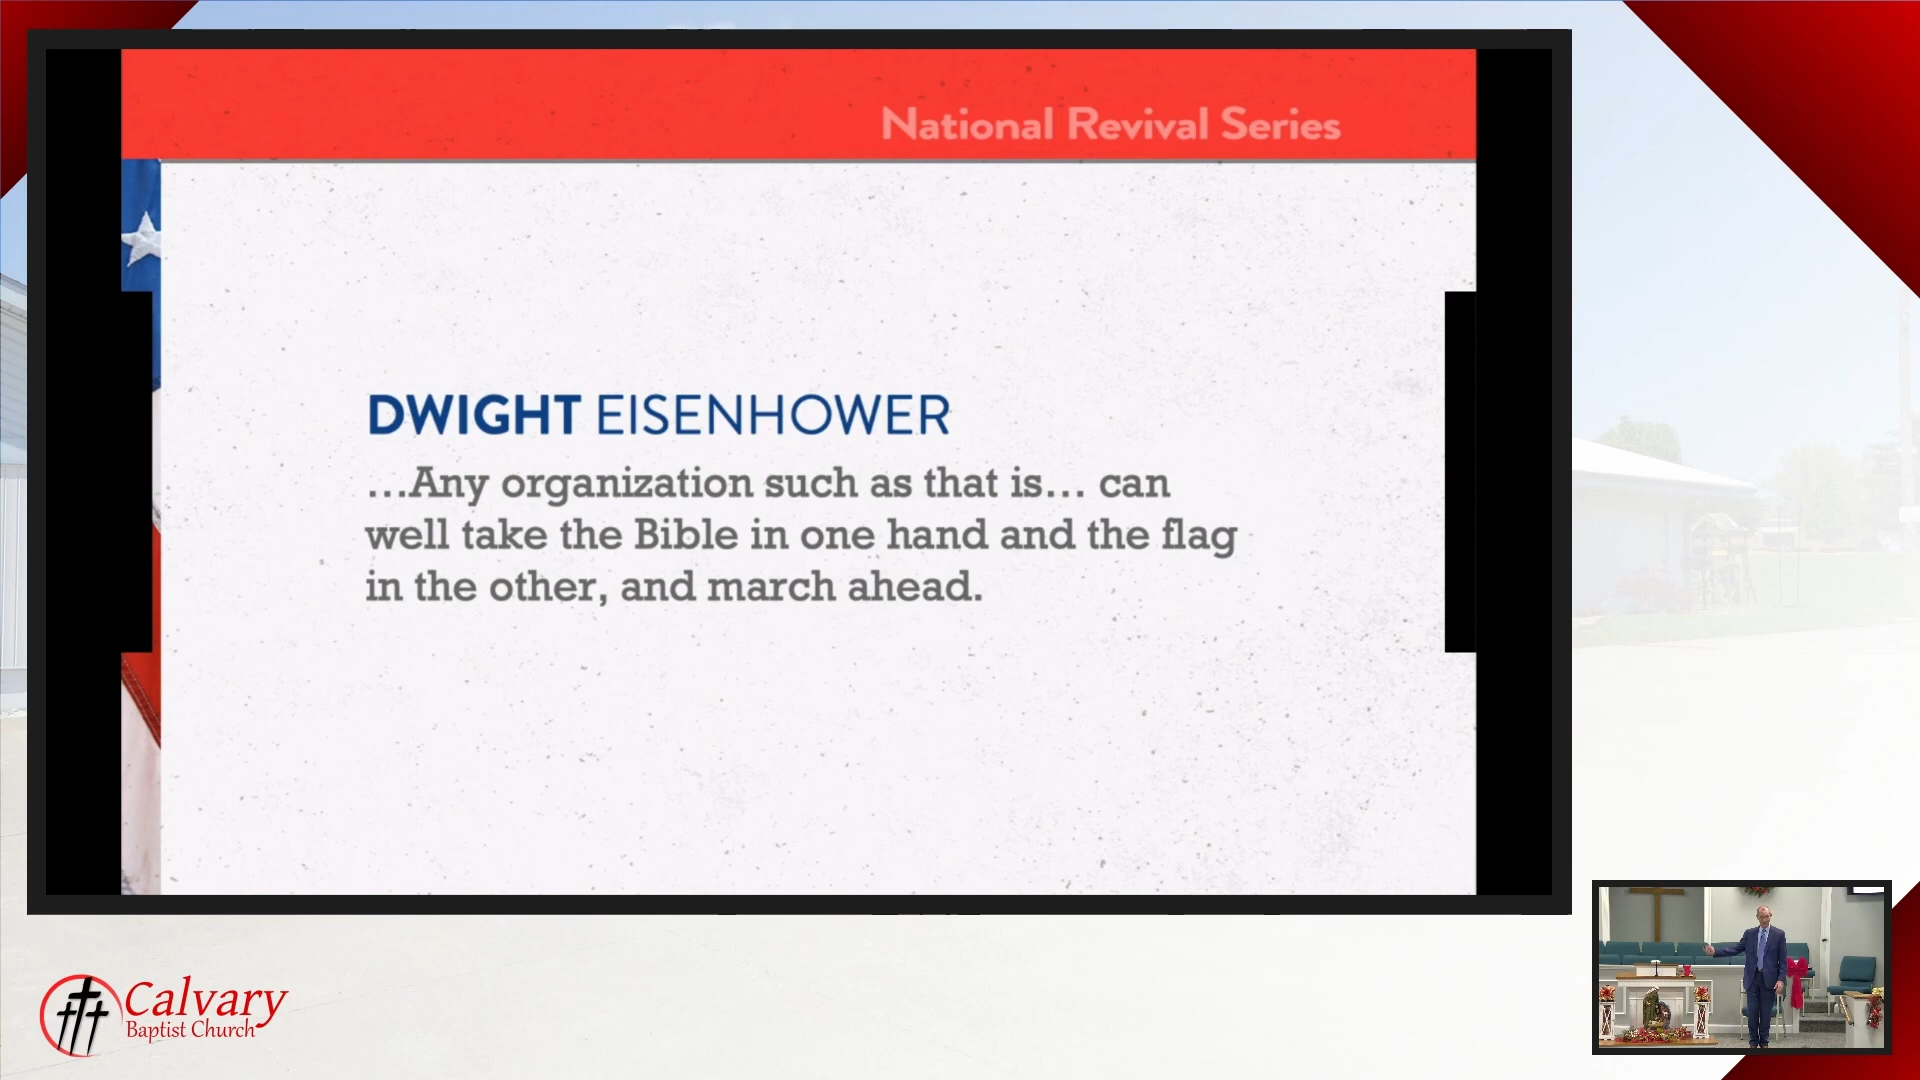 National Revival Series
DWIGHT EISENHOWER
...Any organization such as that is... can
well take the Bible in one hand and the flag
in the other, and march ahead.
Calvary
Baptist Church